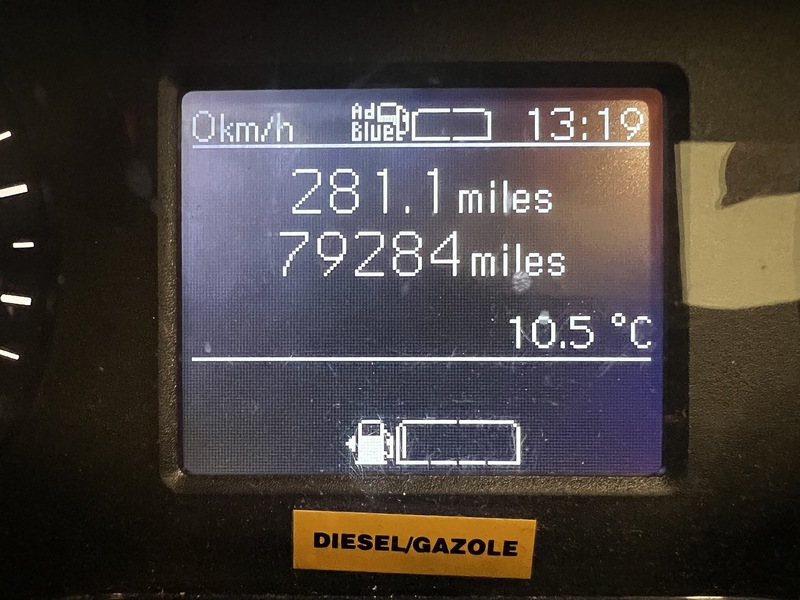 0km/h Ad Blue 13:19
281.1 miles
79284 miles
10.5 °C
DIESEL/GAZOLE